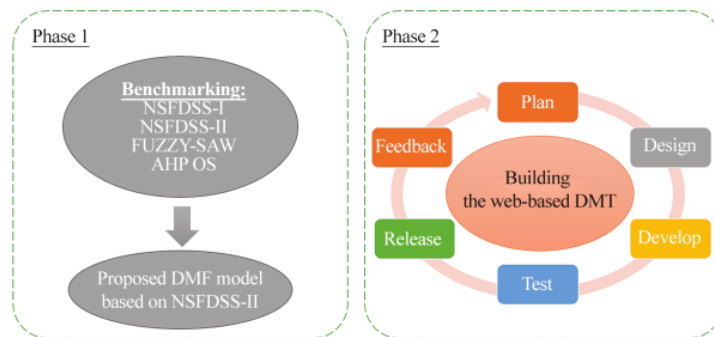 Phase 1
Benchmarking:
NSFDSS-I
NSFDSS-II
FUZZY-SAW
AHP OS
Proposed DMF model
based on NSFDSS-II
Phase 2
Plan
Design
Develop
Test
Release
Feedback
Building
the web-based DMT